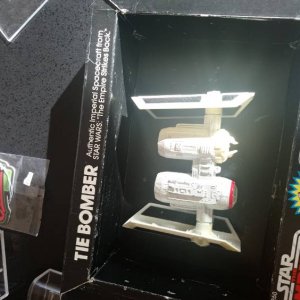 TIE BOMBER
Authentic Imperial Spacecraft from
STAR WARS: "The Empire Strikes Back."
STAR